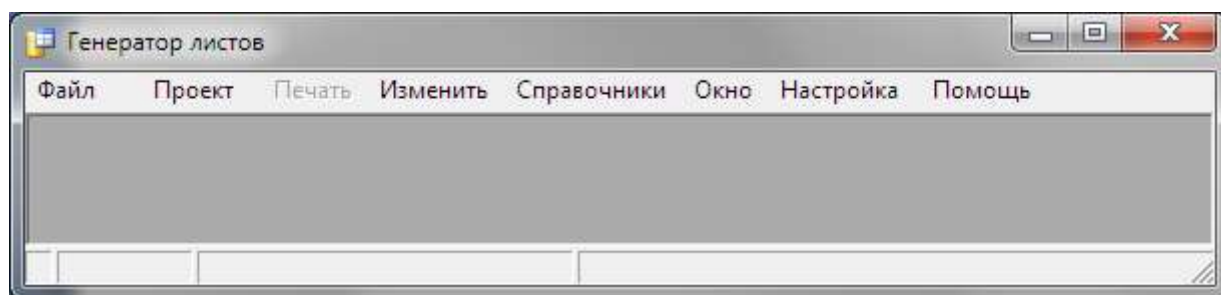 Генератор листов
Файл Проект Печать Изменить Справочники Окно Настройка Помощь